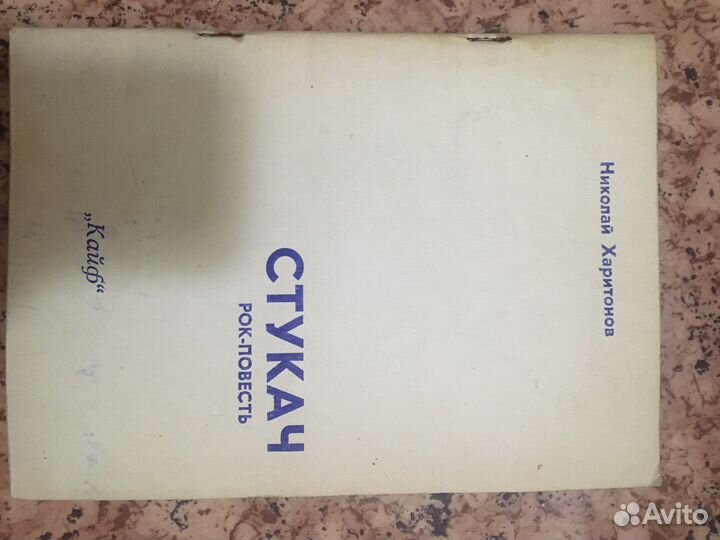 Николай Харитонов
СТУКАЧ
РОК-ПОВЕСТЬ
„Кайф“
Avito